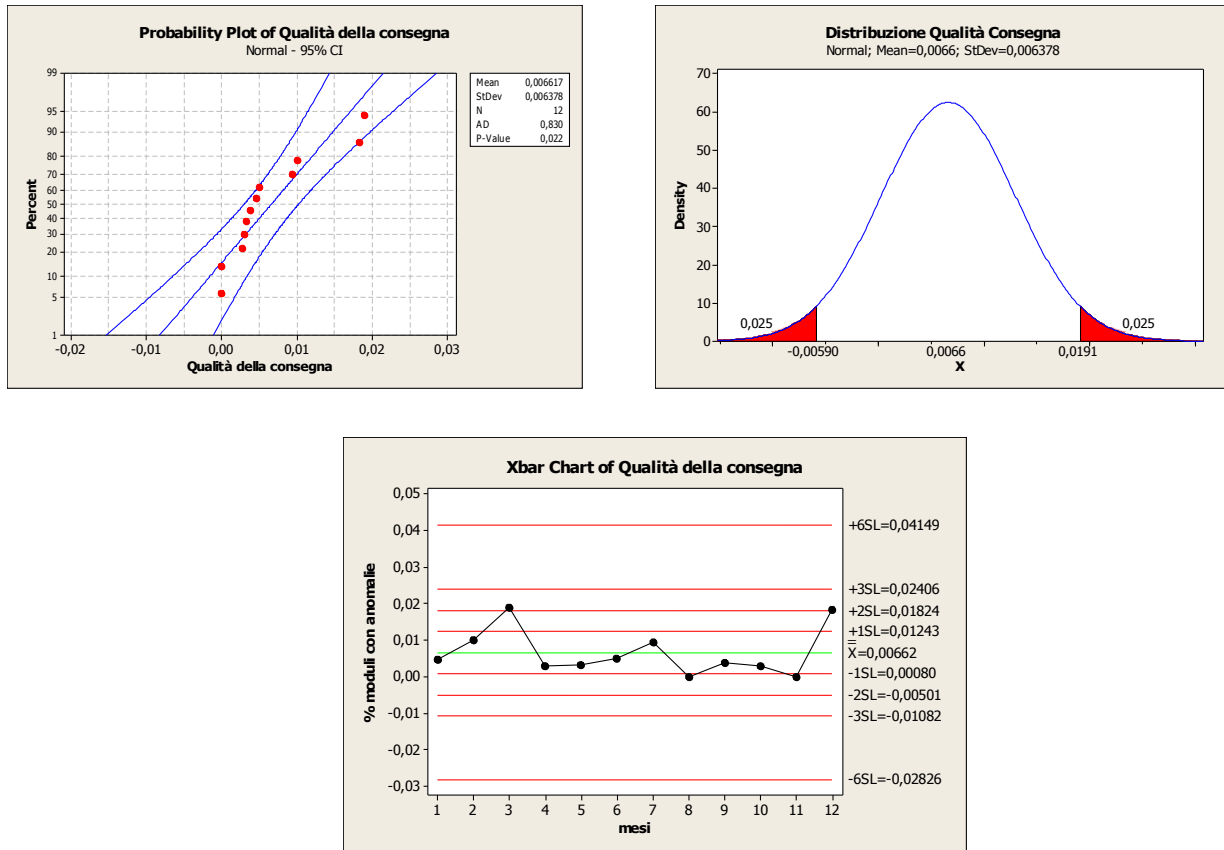 Probability Plot of Qualità della consegna
Normal - 95% CI
Percent
99
95
90
80
70
60
50
40
30
20
10
5
1
-0,02 -0,01 0,00 0,01 0,02 0,03
Qualità della consegna
Mean 0,006617
StDev 0,006378
N 12
AD 0,830
P-Value 0,022
Distribuzione Qualità Consegna
Normal; Mean=0,0066; StDev=0,006378
Density
70
60
50
40
30
20
10
0
0,025 0,025
-0,00590 0,0066 0,0191
X
Xbar Chart of Qualità della consegna
% moduli con anomalie
0,05
0,04
0,03
0,02
0,01
0,00
-0,01
-0,02
-0,03
+6SL=0,04149
+3SL=0,02406
+2SL=0,01824
+1SL=0,01243
X=0,00662
-1SL=0,00080
-2SL=-0,00501
-3SL=-0,01082
-6SL=-0,02826
1 2 3 4 5 6 7 8 9 10 11 12
mesi